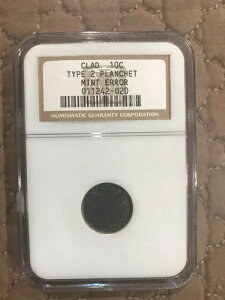 CLAD 10C
TYPE 2 PLANCHET
MINT ERROR
011242-020
NUMISMATIC GUARANTY CORPORATION